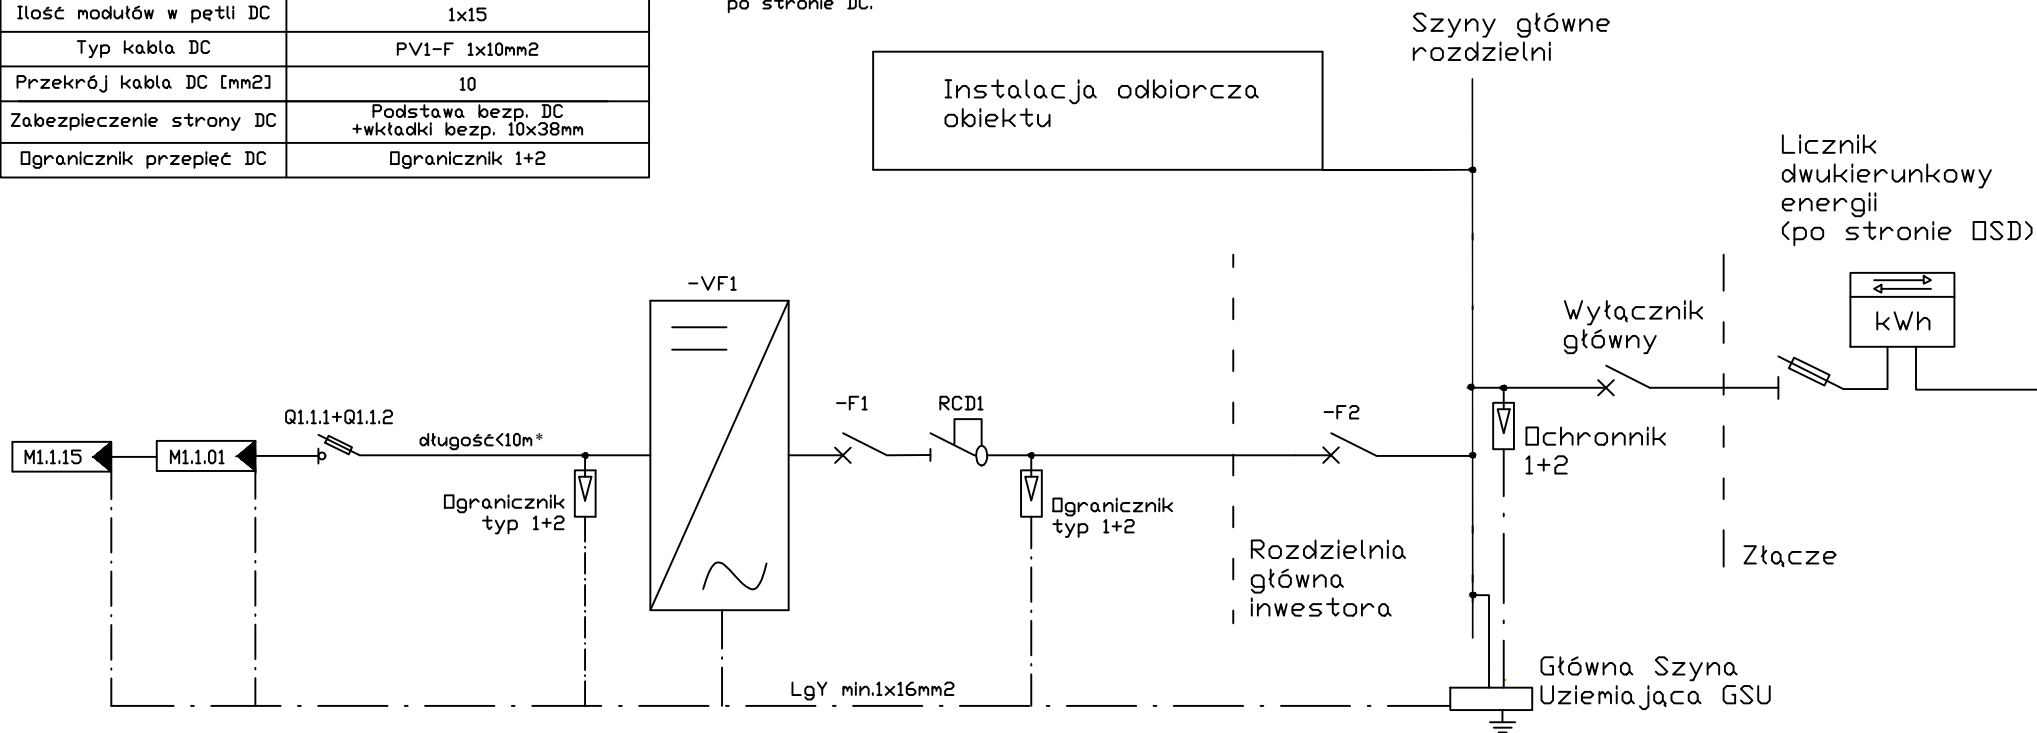 Ilość modułów w pętli DC 1x15
Typ kabla DC PV1-F 1x10mm2
Przekrój kabla DC [mm2] 10
Zabezpieczenie strony DC Podstawa bezp. DC
+wkładki bezp. 10x38mm
Ogranicznik przepięć DC Ogranicznik 1+2
po stronie DC.
Instalacja odbiorcza
obiektu
Szyny główne
rozdzielni
Licznik
dwukierunkowy
energii
(po stronie OSD)
kWh
Wyłącznik
główny
-VF1
Q1.1.1+Q1.1.2
długość<10m*
M1.1.15
M1.1.01
Ogranicznik
typ 1+2
-F1
RCD1
Ogranicznik
typ 1+2
-F2
Ochronnik
1+2
Rozdzielnia
główna
inwestora
Złącze
LgY min.1x16mm2
Główna Szyna
Uziemiająca GSU